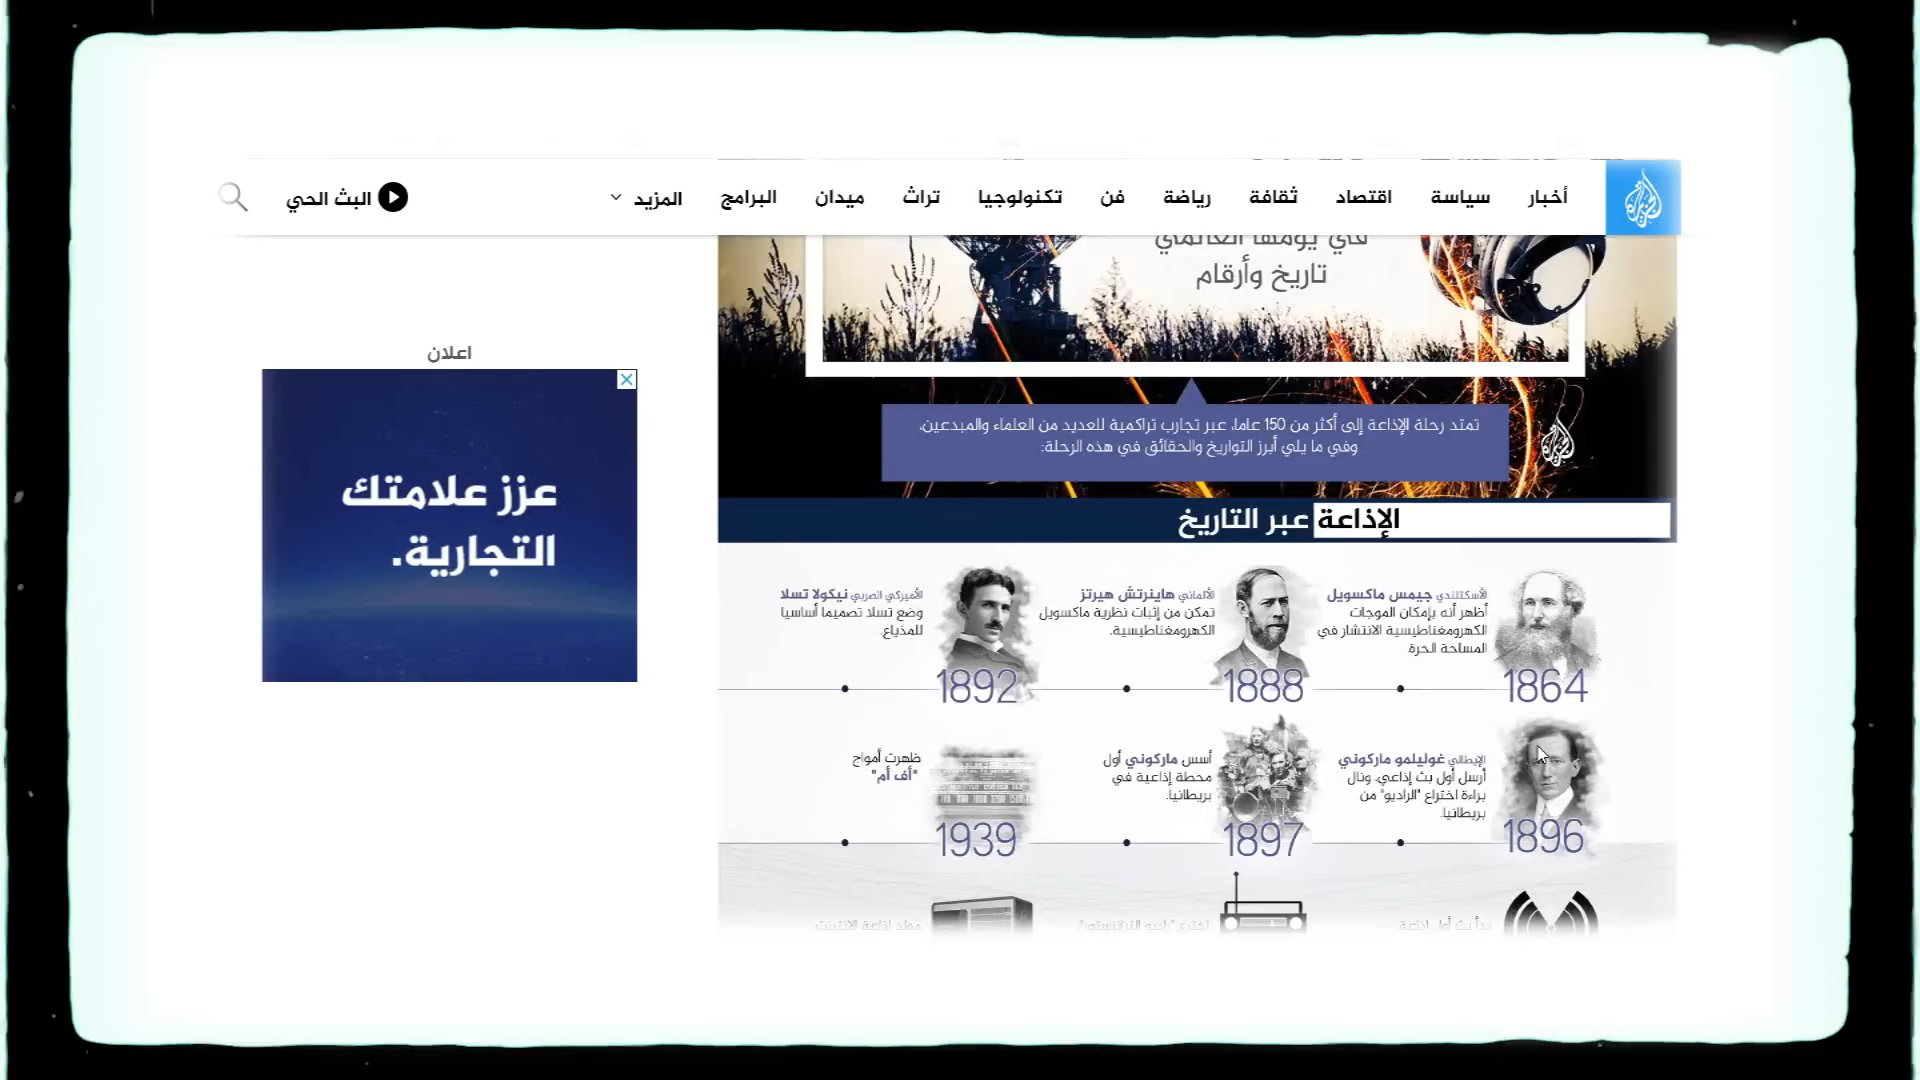 أخبار
سياسة
اقتصاد
ثقافة
رياضة
فن
تكنولوجيا
تراث
ميدان
البرامج
المزيد
البث الحي
في يومها العالمي
تاريخ وأرقام
تمتد رحلة الإذاعة إلى أكثر من 150 عاما، عبر تجارب تراكمية للعديد من العلماء والمبدعين،
وفي ما يلي أبرز التواريخ والحقائق في هذه الرحلة:
الإذاعة عبر التاريخ
الأسكتلندي جيمس ماكسويل
أظهر أنه بإمكان الموجات
الكهرومغناطيسية الانتشار في
المساحة الحرة.
1864
الألماني هاينرتش هيرتز
تمكن من إثبات نظرية ماكسويل
الكهرومغناطيسية.
1888
الأميركي الصربي نيكولا تسلا
وضع تسلا تصميما أساسيا
للمذياع.
1892
الإيطالي غوليلمو ماركوني
أرسل أول بث إذاعي، ونال
براءة اختراع "الراديو" من
بريطانيا.
1896
أسس ماركوني أول
محطة إذاعية في
بريطانيا.
1897
ظهرت أمواج
"أف أم"
1939
اعلان
عزز علامتك
التجارية.